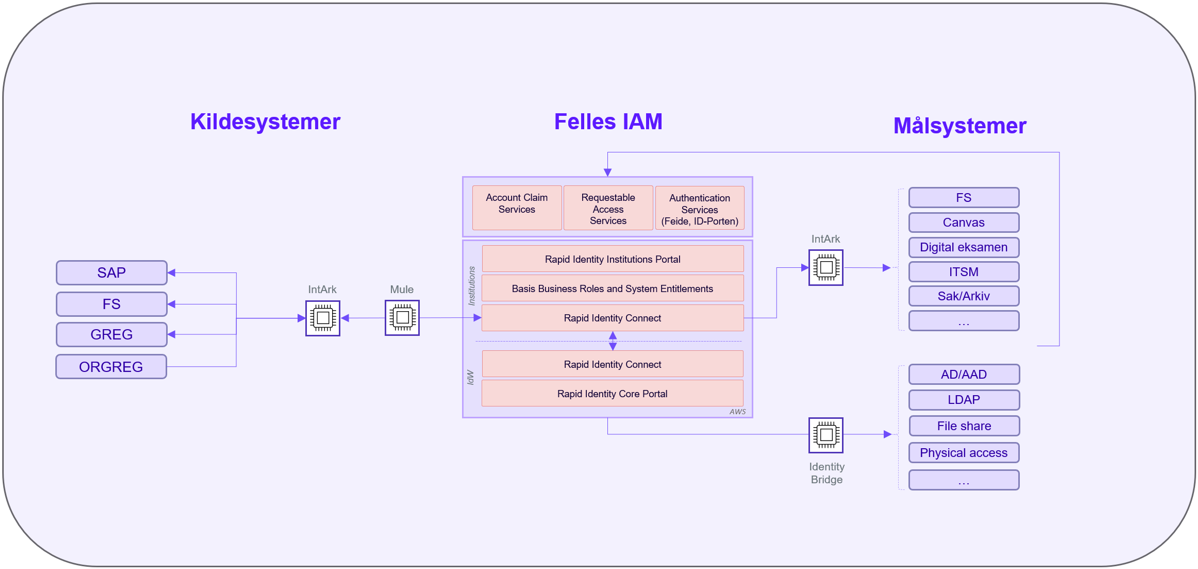 Kildesystemer
Felles IAM
Målsystemer
SAP
FS
GREG
ORGREG
IntArk
Mule
Account Claim
Services
Requestable
Access
Services
Authentication
Services
(Feide, ID-Porten)
Institutions
Rapid Identity Institutions Portal
Basis Business Roles and System Entitlements
Rapid Identity Connect
IdW
Rapid Identity Connect
Rapid Identity Core Portal
AWS
IntArk
Identity
Bridge
FS
Canvas
Digital eksamen
ITSM
Sak/Arkiv
...
AD/AAD
LDAP
File share
Physical access
...